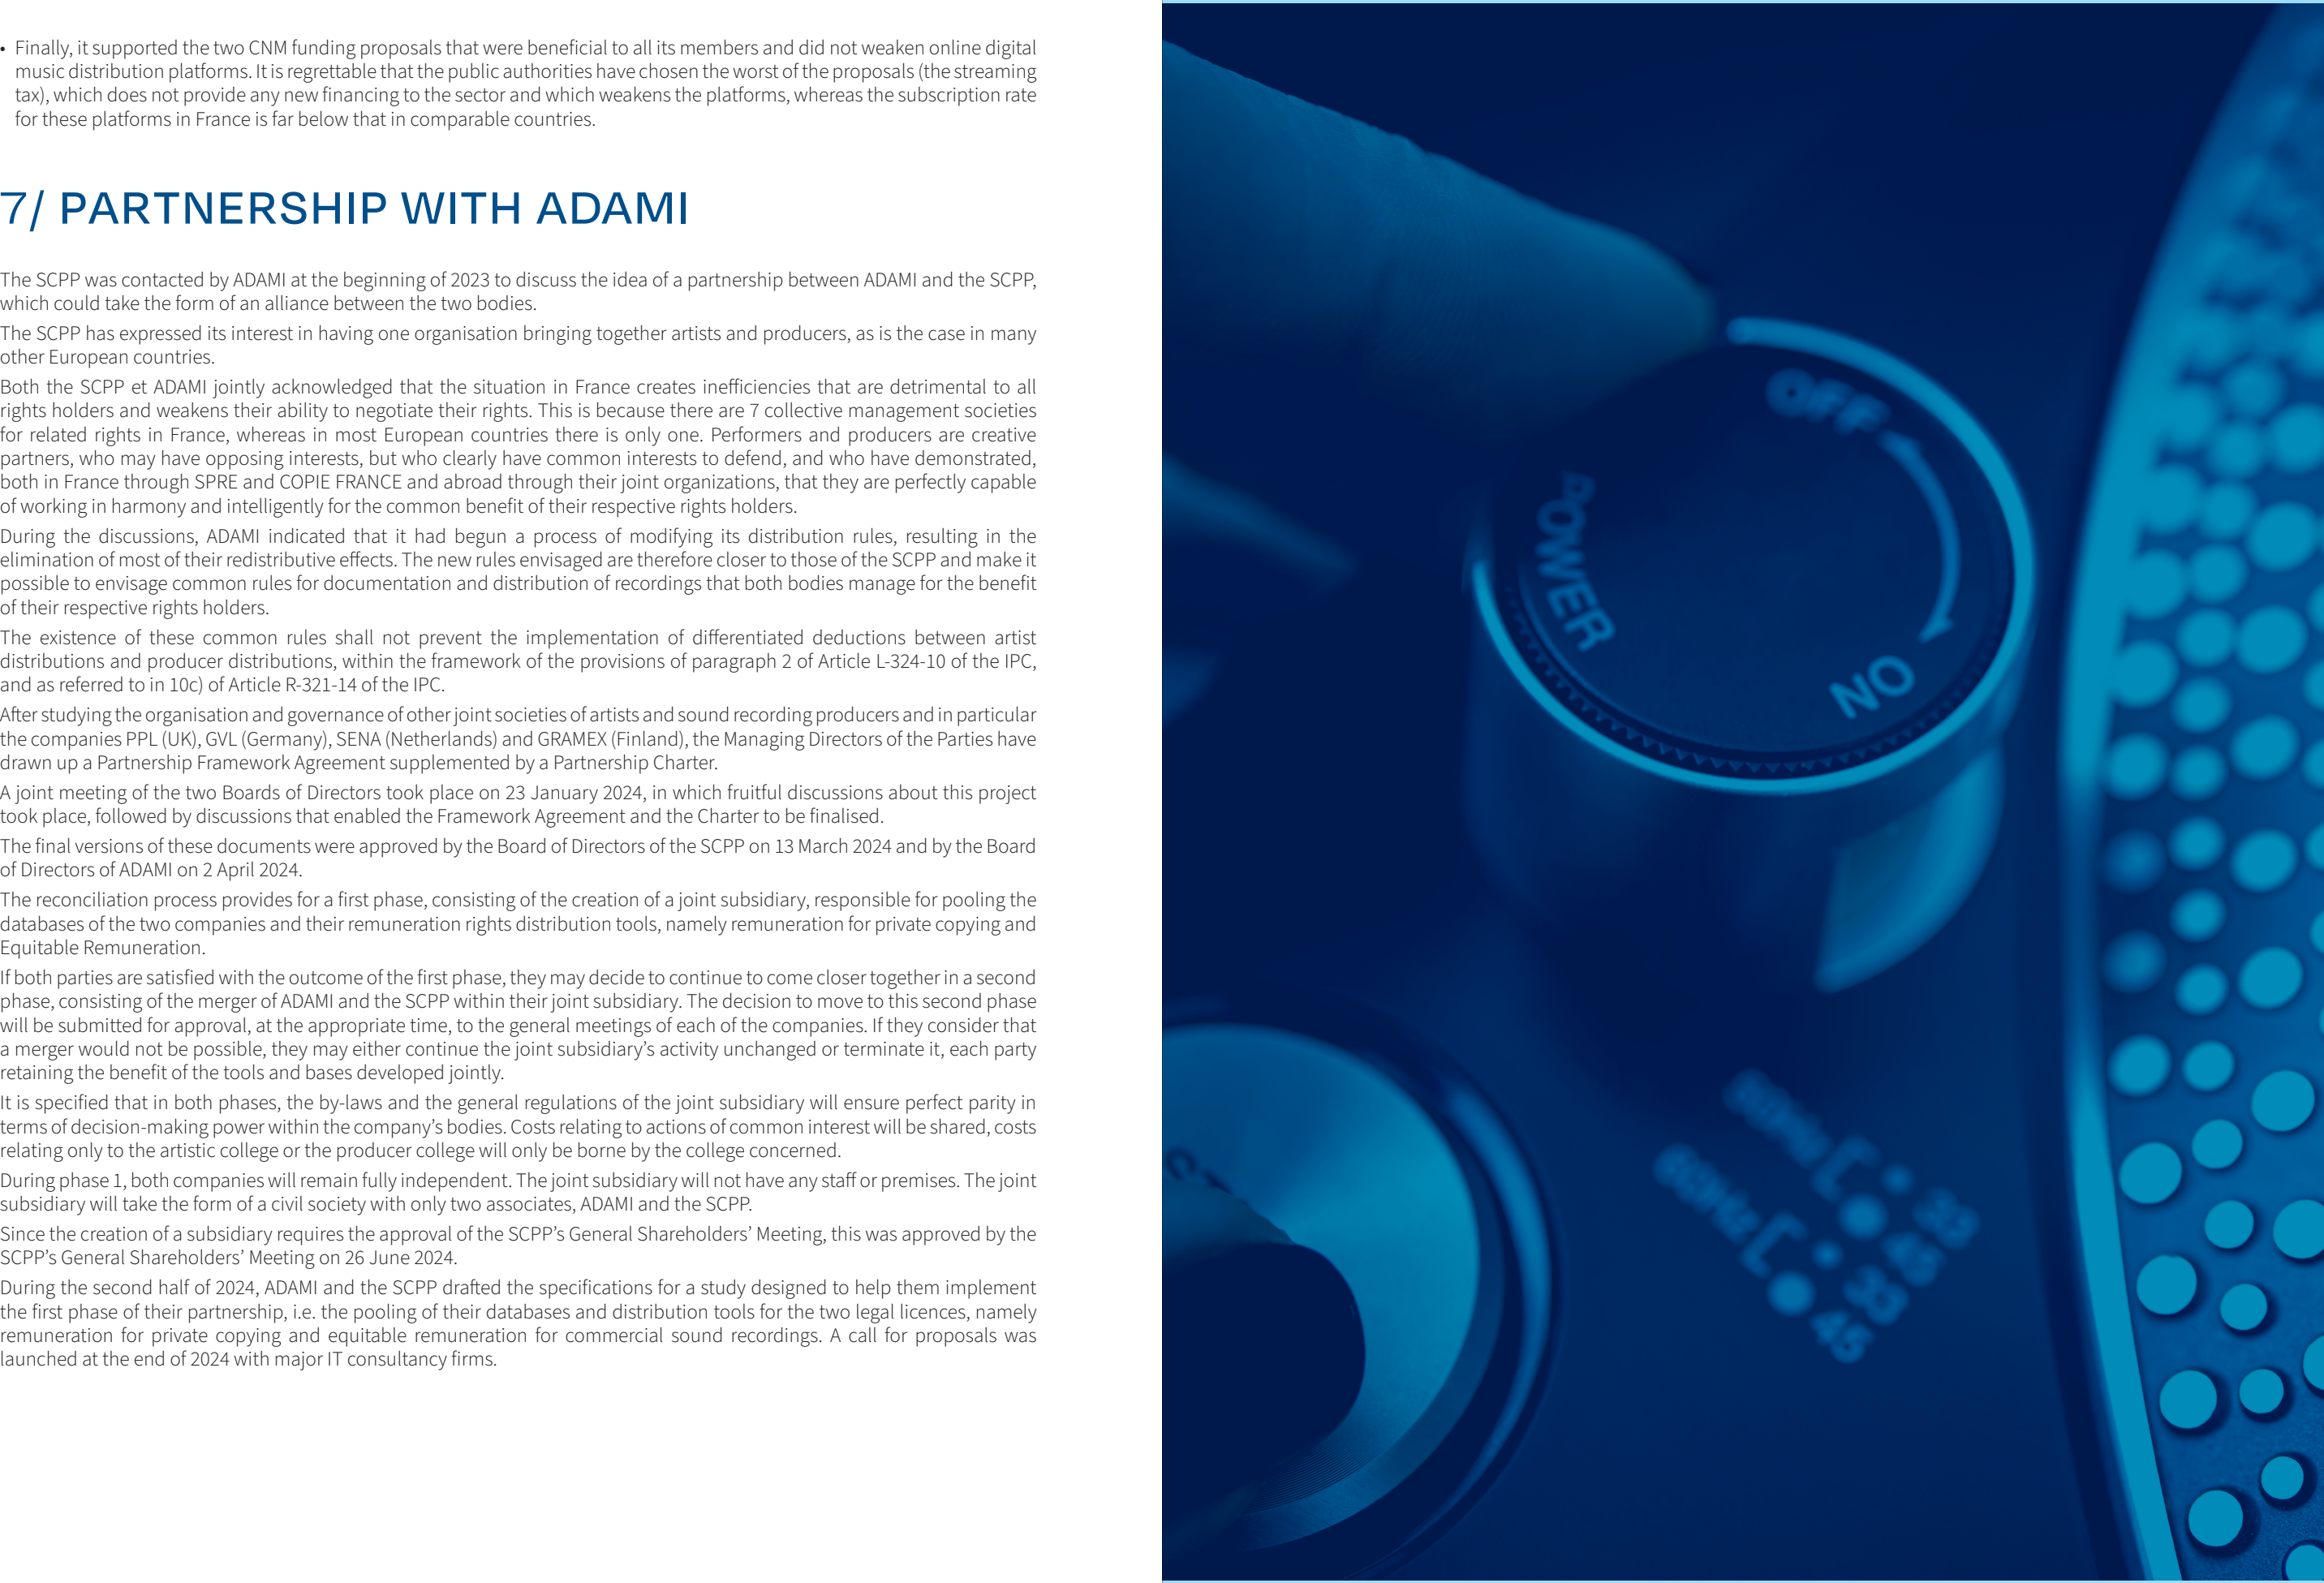 • Finally, it supported the two CNM funding proposals that were beneficial to all its members and did not weaken online digital
music distribution platforms. It is regrettable that the public authorities have chosen the worst of the proposals (the streaming
tax), which does not provide any new financing to the sector and which weakens the platforms, whereas the subscription rate
for these platforms in France is far below that in comparable countries.
7/ PARTNERSHIP WITH ADAMI
The SCPP was contacted by ADAMI at the beginning of 2023 to discuss the idea of a partnership between ADAMI and the SCPP,
which could take the form of an alliance between the two bodies.
The SCPP has expressed its interest in having one organisation bringing together artists and producers, as is the case in many
other European countries.
Both the SCPP et ADAMI jointly acknowledged that the situation in France creates inefficiencies that are detrimental to all
rights holders and weakens their ability to negotiate their rights. This is because there are 7 collective management societies
for related rights in France, whereas in most European countries there is only one. Performers and producers are creative
partners, who may have opposing interests, but who clearly have common interests to defend, and who have demonstrated,
both in France through SPRE and COPIE FRANCE and abroad through their joint organizations, that they are perfectly capable
of working in harmony and intelligently for the common benefit of their respective rights holders.
During the discussions, ADAMI indicated that it had begun a process of modifying its distribution rules, resulting in the
elimination of most of their redistributive effects. The new rules envisaged are therefore closer to those of the SCPP and make it
possible to envisage common rules for documentation and distribution of recordings that both bodies manage for the benefit
of their respective rights holders.
The existence of these common rules shall not prevent the implementation of differentiated deductions between artist
distributions and producer distributions, within the framework of the provisions of paragraph 2 of Article L-324-10 of the IPC,
and as referred to in 10c) of Article R-321-14 of the IPC.
After studying the organisation and governance of other joint societies of artists and sound recording producers and in particular
the companies PPL (UK), GVL (Germany), SENA (Netherlands) and GRAMEX (Finland), the Managing Directors of the Parties have
drawn up a Partnership Framework Agreement supplemented by a Partnership Charter.
A joint meeting of the two Boards of Directors took place on 23 January 2024, in which fruitful discussions about this project
took place, followed by discussions that enabled the Framework Agreement and the Charter to be finalised.
The final versions of these documents were approved by the Board of Directors of the SCPP on 13 March 2024 and by the Board
of Directors of ADAMI on 2 April 2024.
The reconciliation process provides for a first phase, consisting of the creation of a joint subsidiary, responsible for pooling the
databases of the two companies and their remuneration rights distribution tools, namely remuneration for private copying and
Equitable Remuneration.
If both parties are satisfied with the outcome of the first phase, they may decide to continue to come closer together in a second
phase, consisting of the merger of ADAMI and the SCPP within their joint subsidiary. The decision to move to this second phase
will be submitted for approval, at the appropriate time, to the general meetings of each of the companies. If they consider that
a merger would not be possible, they may either continue the joint subsidiary’s activity unchanged or terminate it, each party
retaining the benefit of the tools and bases developed jointly.
It is specified that in both phases, the by-laws and the general regulations of the joint subsidiary will ensure perfect parity in
terms of decision-making power within the company’s bodies. Costs relating to actions of common interest will be shared, costs
relating only to the artistic college or the producer college will only be borne by the college concerned.
During phase 1, both companies will remain fully independent. The joint subsidiary will not have any staff or premises. The joint
subsidiary will take the form of a civil society with only two associates, ADAMI and the SCPP.
Since the creation of a subsidiary requires the approval of the SCPP’s General Shareholders’ Meeting, this was approved by the
SCPP’s General Shareholders’ Meeting on 26 June 2024.
During the second half of 2024, ADAMI and the SCPP drafted the specifications for a study designed to help them implement
the first phase of their partnership, i.e. the pooling of their databases and distribution tools for the two legal licences, namely
remuneration for private copying and equitable remuneration for commercial sound recordings. A call for proposals was
launched at the end of 2024 with major IT consultancy firms.
OFF
POWER
ON
60Hz 33
45
50Hz 33
45